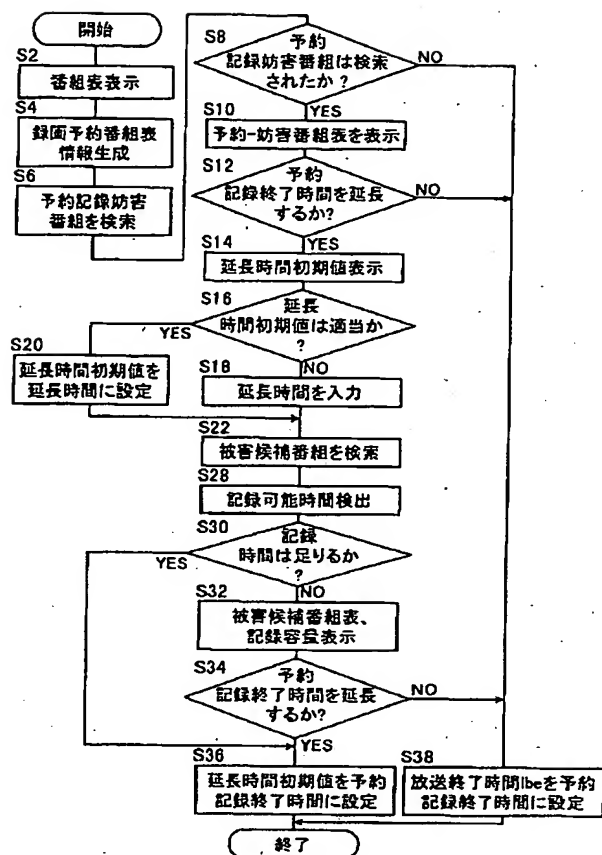 開始
S2
番組表表示
S4
録画予約番組表
情報生成
S6
予約記録妨害
番組を検索
S8
予約
記録妨害番組は検索
されたか？
NO
YES
S10
予約-妨害番組表を表示
S12
予約
記録終了時間を延長
するか？
NO
YES
S14
延長時間初期値表示
S16
延長
時間初期値は適当か
？
YES
NO
S20
延長時間初期値を
延長時間に設定
S18
延長時間を入力
S22
被害候補番組を検索
S28
記録可能時間検出
S30
記録
時間は足りるか
？
YES
NO
S32
被害候補番組表、
記録容量表示
S34
予約
記録終了時間を延長
するか？
NO
YES
S36
延長時間初期値を予約
記録終了時間に設定
S38
放送終了時間Ibeを予約
記録終了時間に設定
終了